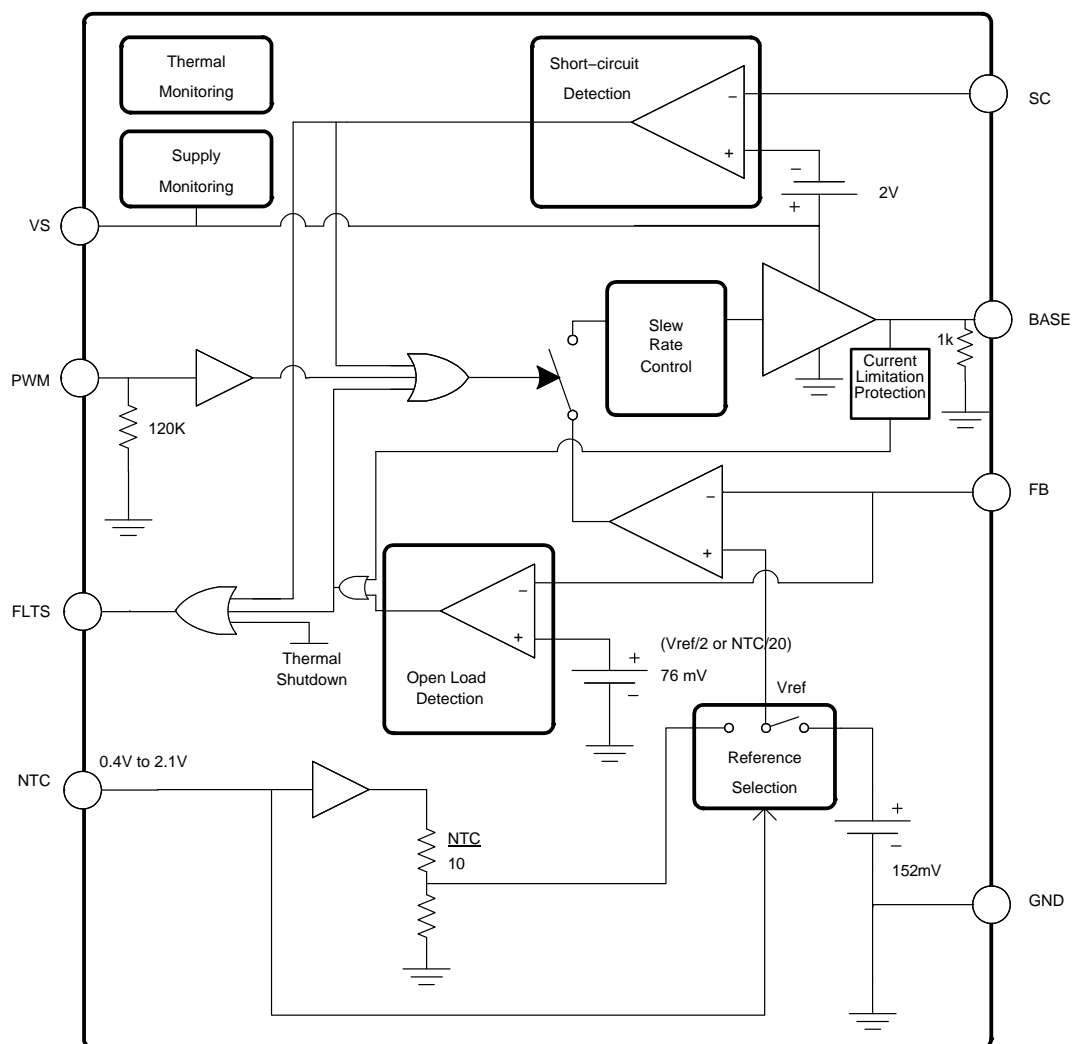 Thermal
Monitoring
Short−circuit
Detection
−
+
SC
Supply
Monitoring
−
+
2V
VS
Slew
Rate
Control
BASE
1k
Current
Limitation
Protection
PWM
120K
−
+
FB
FLTS
Thermal
Shutdown
−
+
Open Load
Detection
(Vref/2 or NTC/20)
+
76 mV
−
Vref
Reference
Selection
NTC
0.4V to 2.1V
NTC
10
+
−
152mV
GND